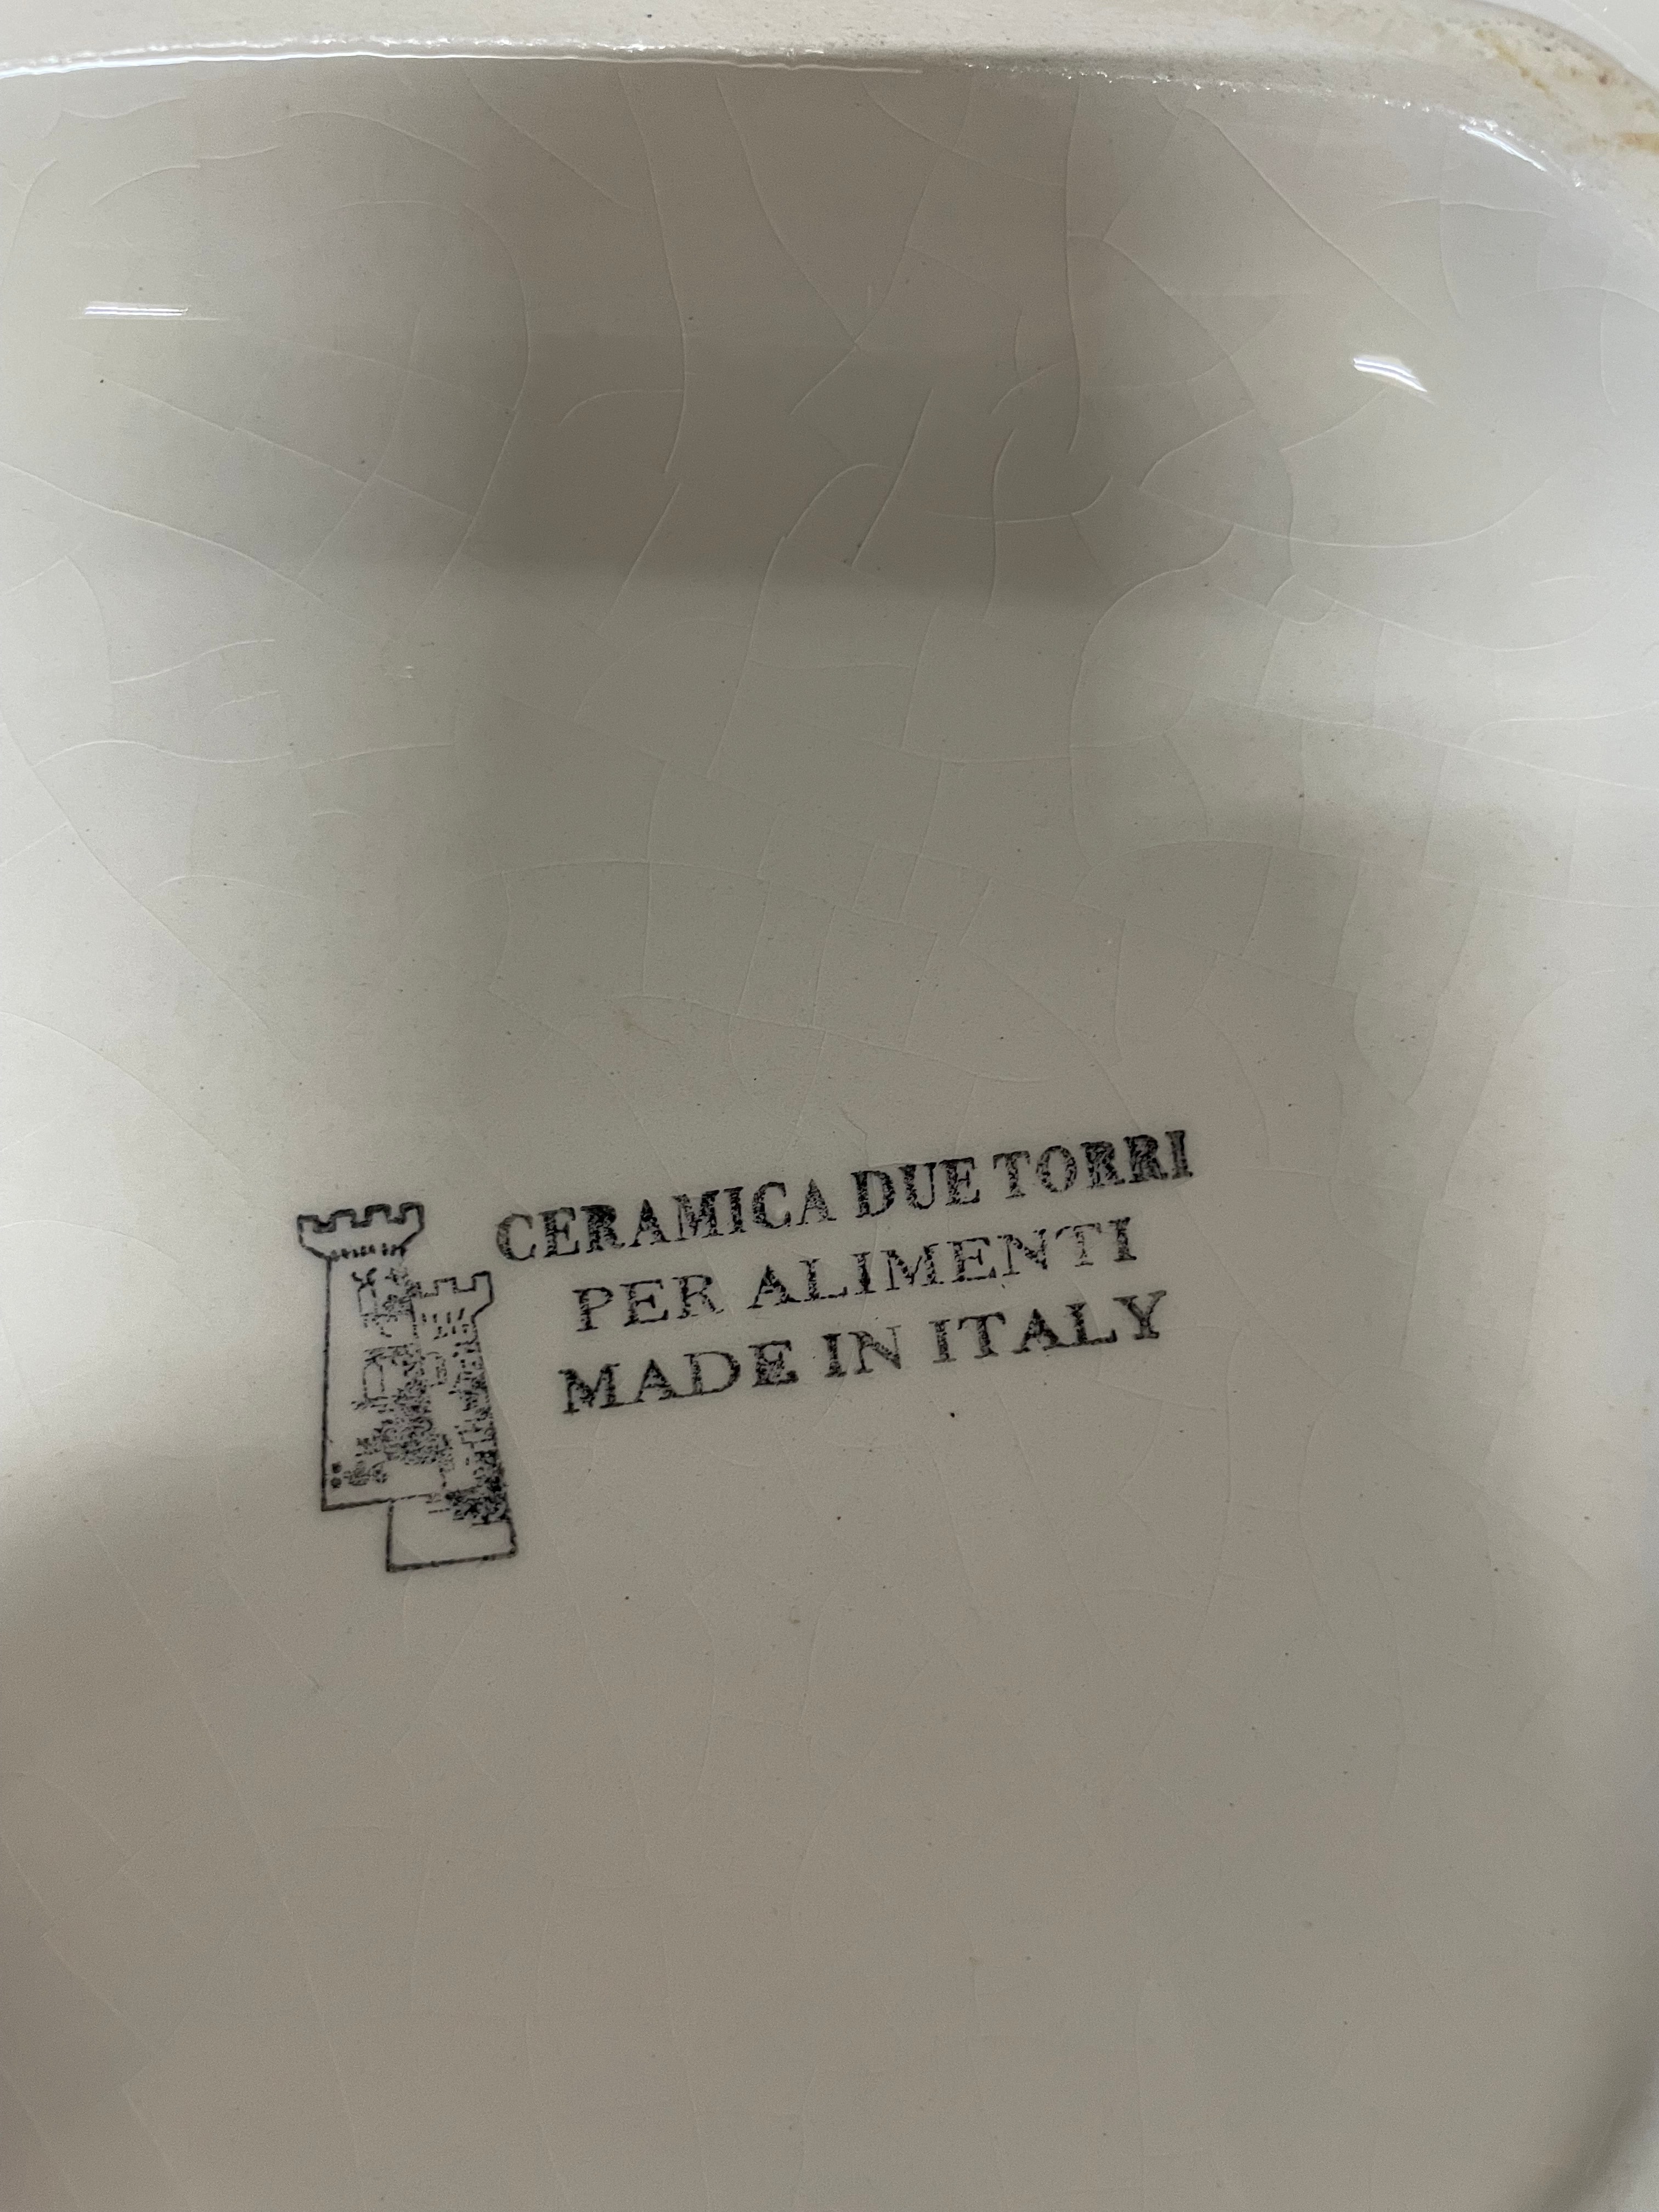 CERAMICA DUE TORRI
PER ALIMENTI
MADE IN ITALY